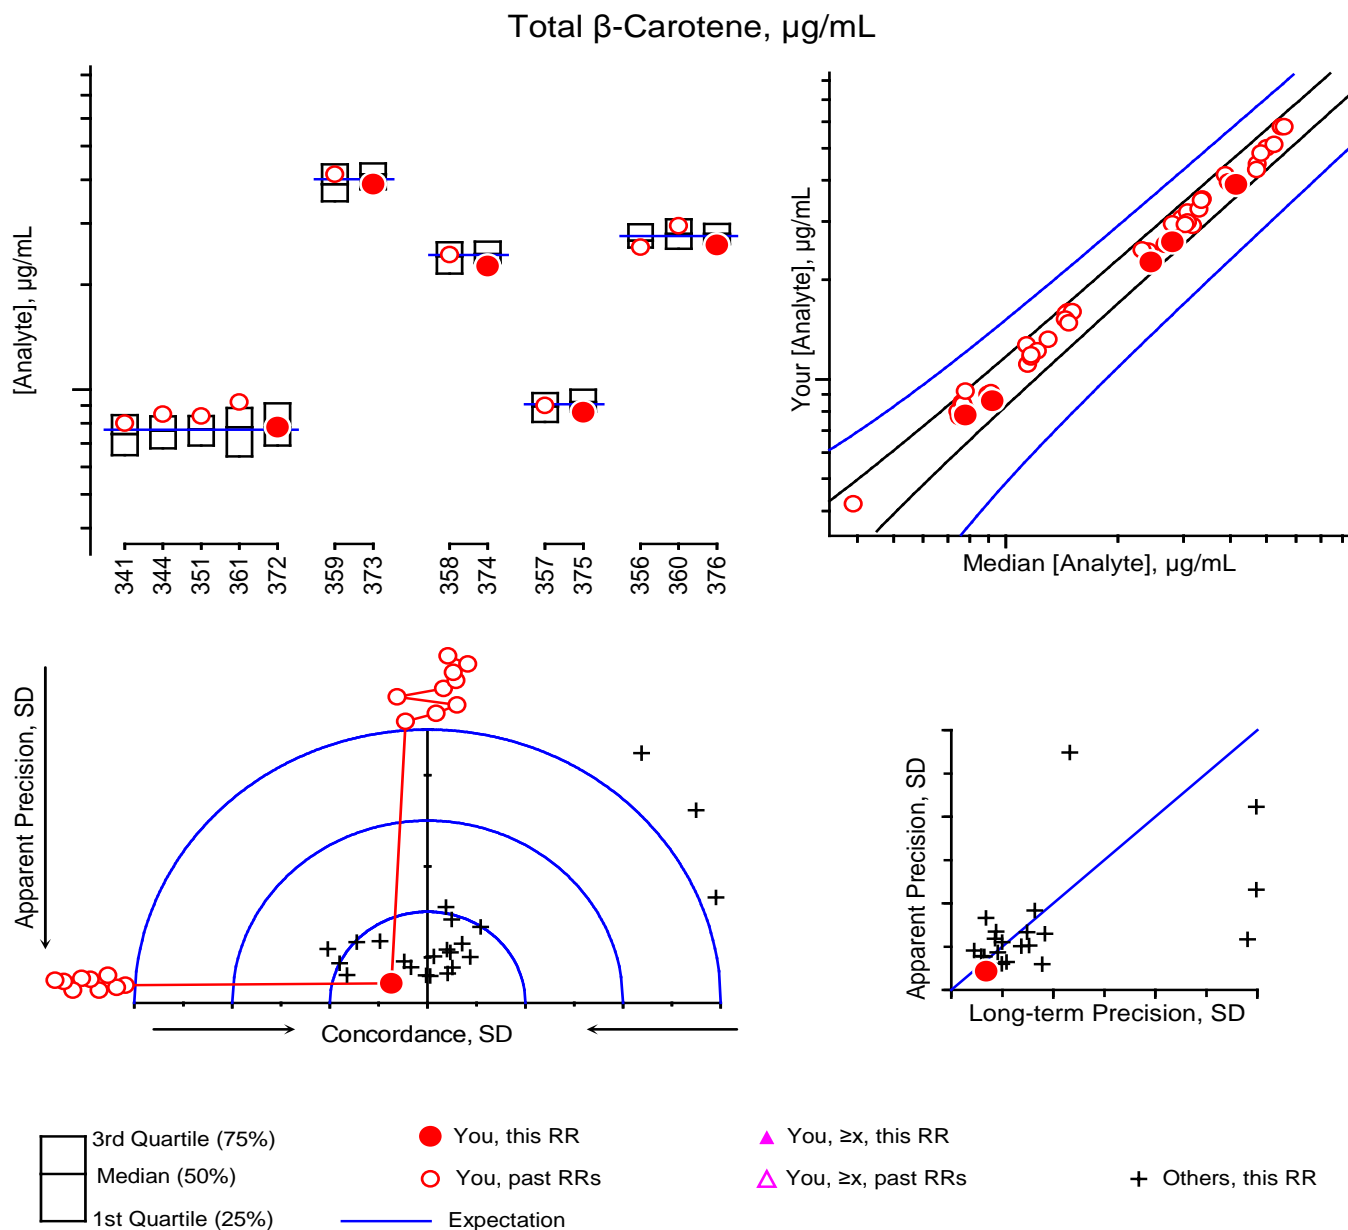 Total β-Carotene, µg/mL
[Analyte], µg/mL
341 344 351 361 372 359 373 358 374 357 375 356 360 376
Your [Analyte], µg/mL
Median [Analyte], µg/mL
Apparent Precision, SD
Concordance, SD
Apparent Precision, SD
Long-term Precision, SD
3rd Quartile (75%)
Median (50%)
1st Quartile (25%)
You, this RR
You, past RRs
Expectation
You, ≥x, this RR
You, ≥x, past RRs
Others, this RR